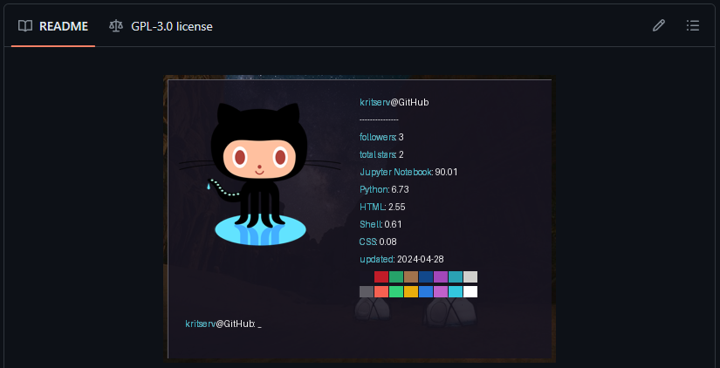 README
GPL-3.0 license
kritserv@GitHub
---------------
followers: 3
total stars: 2
Jupyter Notebook: 90.01
Python: 6.73
HTML: 2.55
Shell: 0.61
CSS: 0.08
updated: 2024-04-28
kritserv@GitHub: _